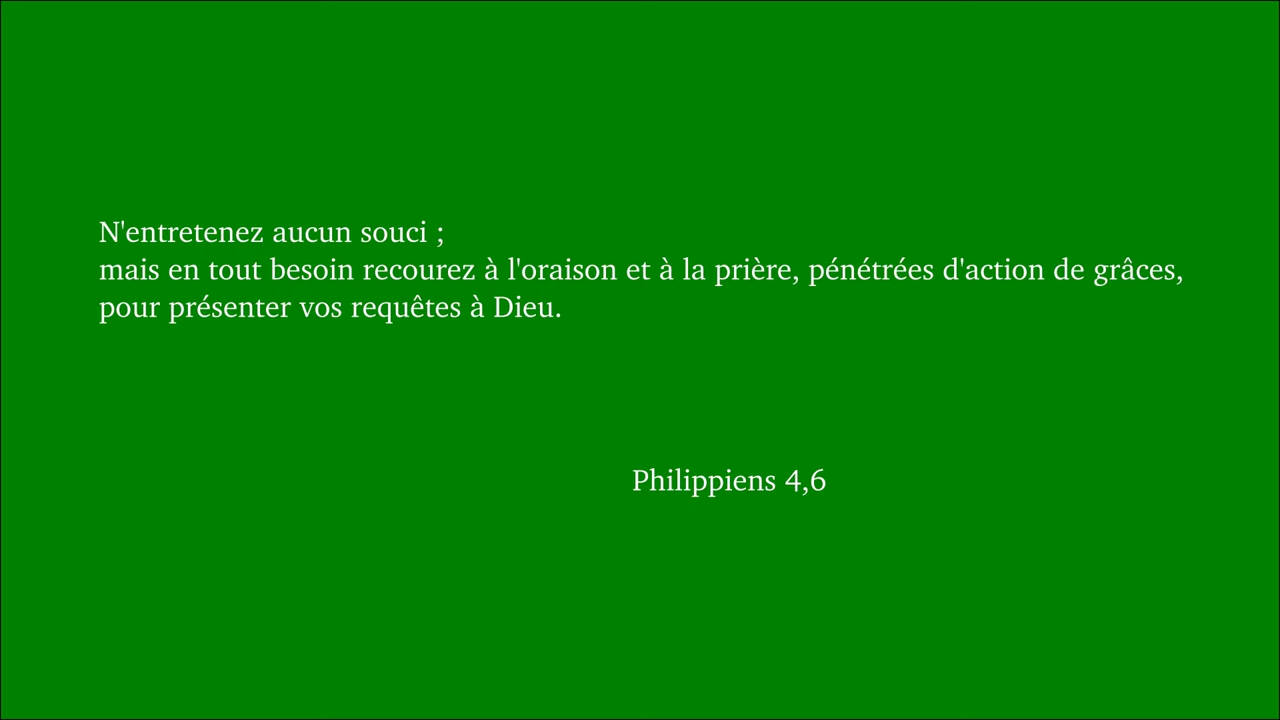 N'entretenez aucun souci ;
mais en tout besoin recourez à l'oraison et à la prière, pénétrées d'action de grâces,
pour présenter vos requêtes à Dieu.
Philippiens 4,6